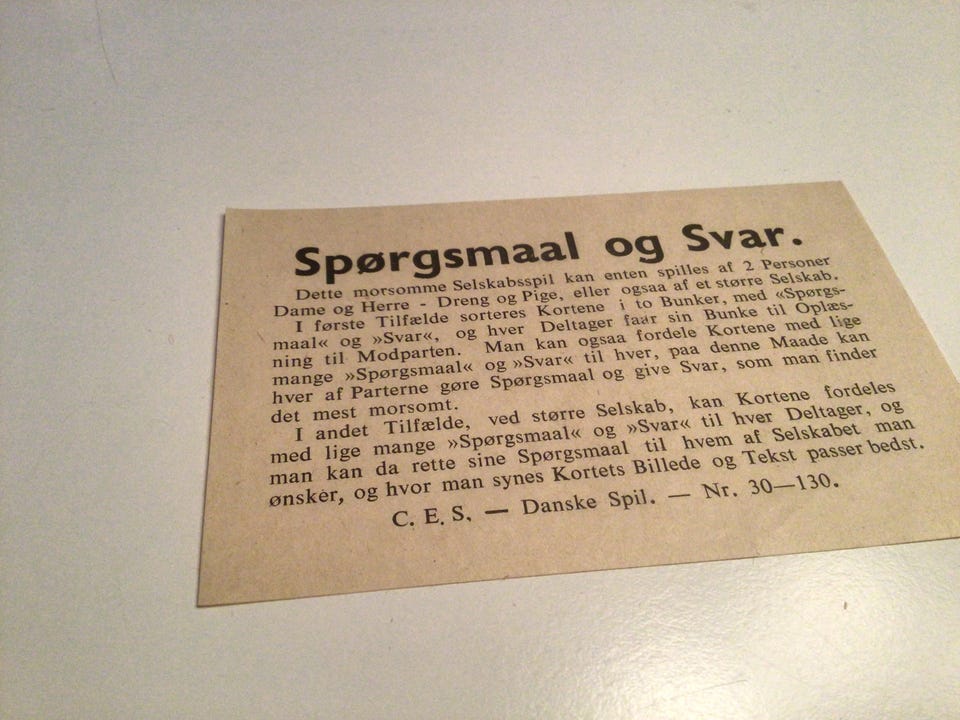 Spørgsmaal og Svar.
Dette morsomme Selskabsspil kan enten spilles af 2 Personer
Dame og Herre - Dreng og Pige, eller ogsaa af et større Selskab.
I første Tilfælde sorteres Kortene i to Bunker, med «Spørgs-
maal« og »Svar«, og hver Deltager faar sin Bunke til Oplæs-
ning til Modparten. Man kan ogsaa fordele Kortene med lige
mange »Spørgsmaal« og »Svar« til hver, paa denne Maade kan
hver af Parterne gøre Spørgsmaal og give Svar, som man finder
det mest morsomt.
I andet Tilfælde, ved større Selskab, kan Kortene fordeles
med lige mange »Spørgsmaal« og »Svar« til hver Deltager, og
man kan da rette sine Spørgsmaal til hvem af Selskabet man
ønsker, og hvor man synes Kortets Billede og Tekst passer bedst.
C. E. S. — Danske Spil. — Nr. 30—130.